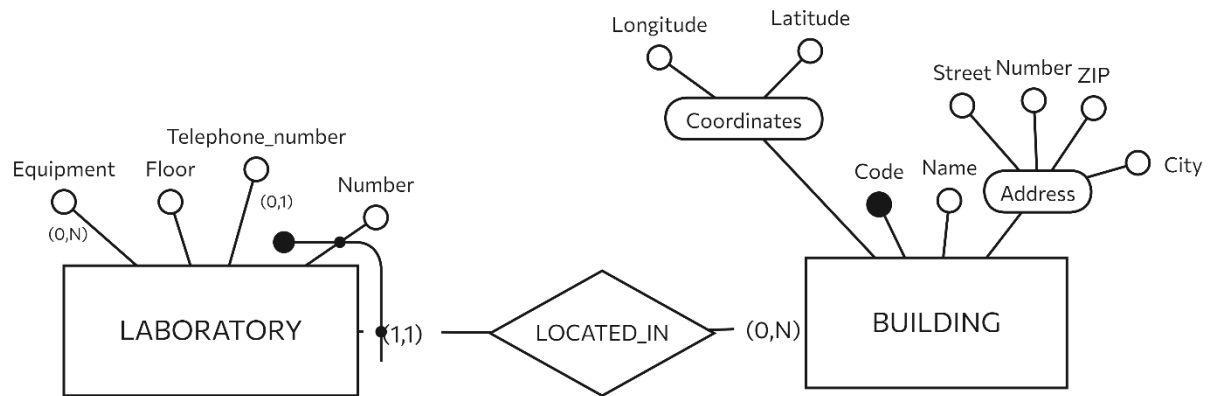 Longitude
Latitude
Street
Number
ZIP
Coordinates
Telephone_number
Equipment
Floor
Number
Code
Name
Address
City
(0,N)
(0,1)
LABORATORY
(1,1)
LOCATED_IN
(0,N)
BUILDING